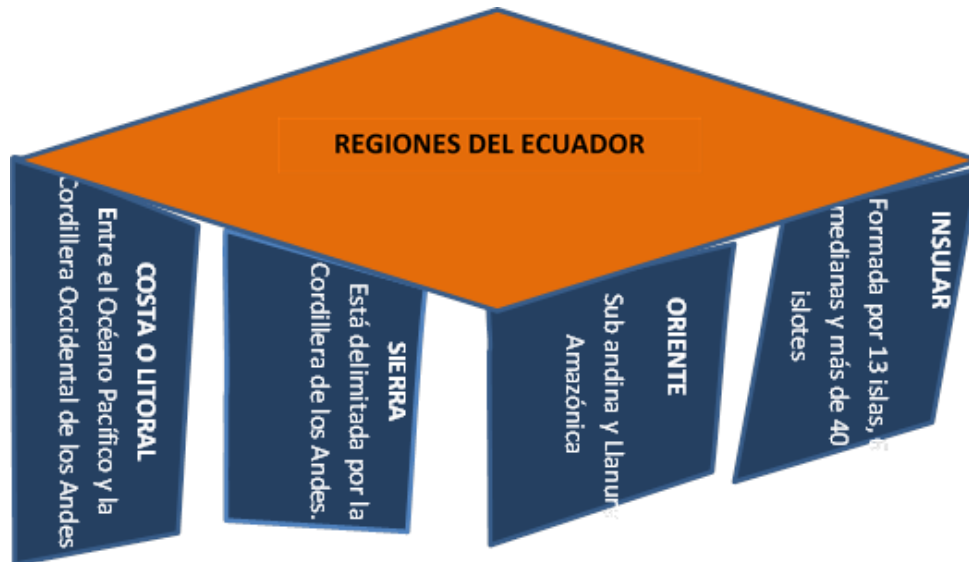 REGIONES DEL ECUADOR
COSTA O LITORAL
Entre el Océano Pacífico y la
Cordillera Occidental de los Andes
SIERRA
Está delimitada por la
Cordillera de los Andes.
ORIENTE
Sub andina y Llanur
Amazónica
INSULAR
Formada por 13 islas,
medianas y más de 40
islotes